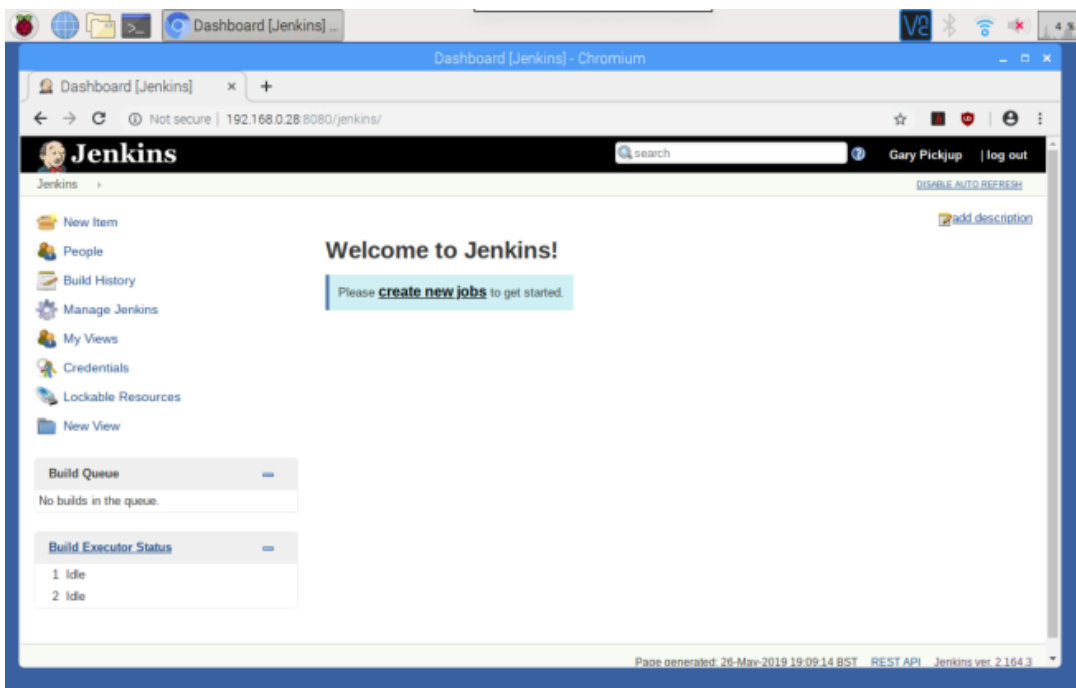 Dashboard [Jenkins] ...
4 %
Dashboard [Jenkins] - Chromium
Dashboard [Jenkins]
Not secure | 192.168.0.28:8080/jenkins/
Jenkins
search
Gary Pickjup | log out
Jenkins
DISABLE AUTO REFRESH
New Item
People
Build History
Manage Jenkins
My Views
Credentials
Lockable Resources
New View
Build Queue
No builds in the queue.
Build Executor Status
1 Idle
2 Idle
add description
Welcome to Jenkins!
Please create new jobs to get started.
Page generated: 26-May-2019 19:09:14 BST REST API Jenkins ver. 2.164.3